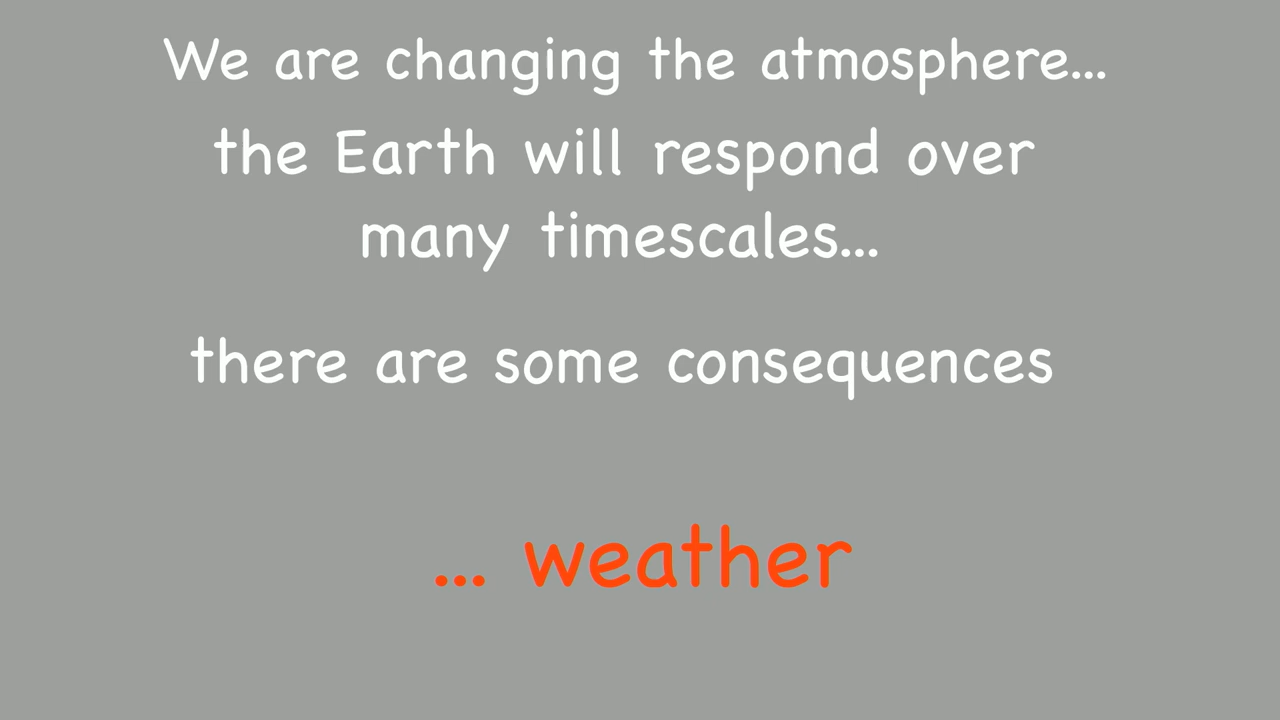 We are changing the atmosphere...
the Earth will respond over
many timescales...
there are some consequences
... weather